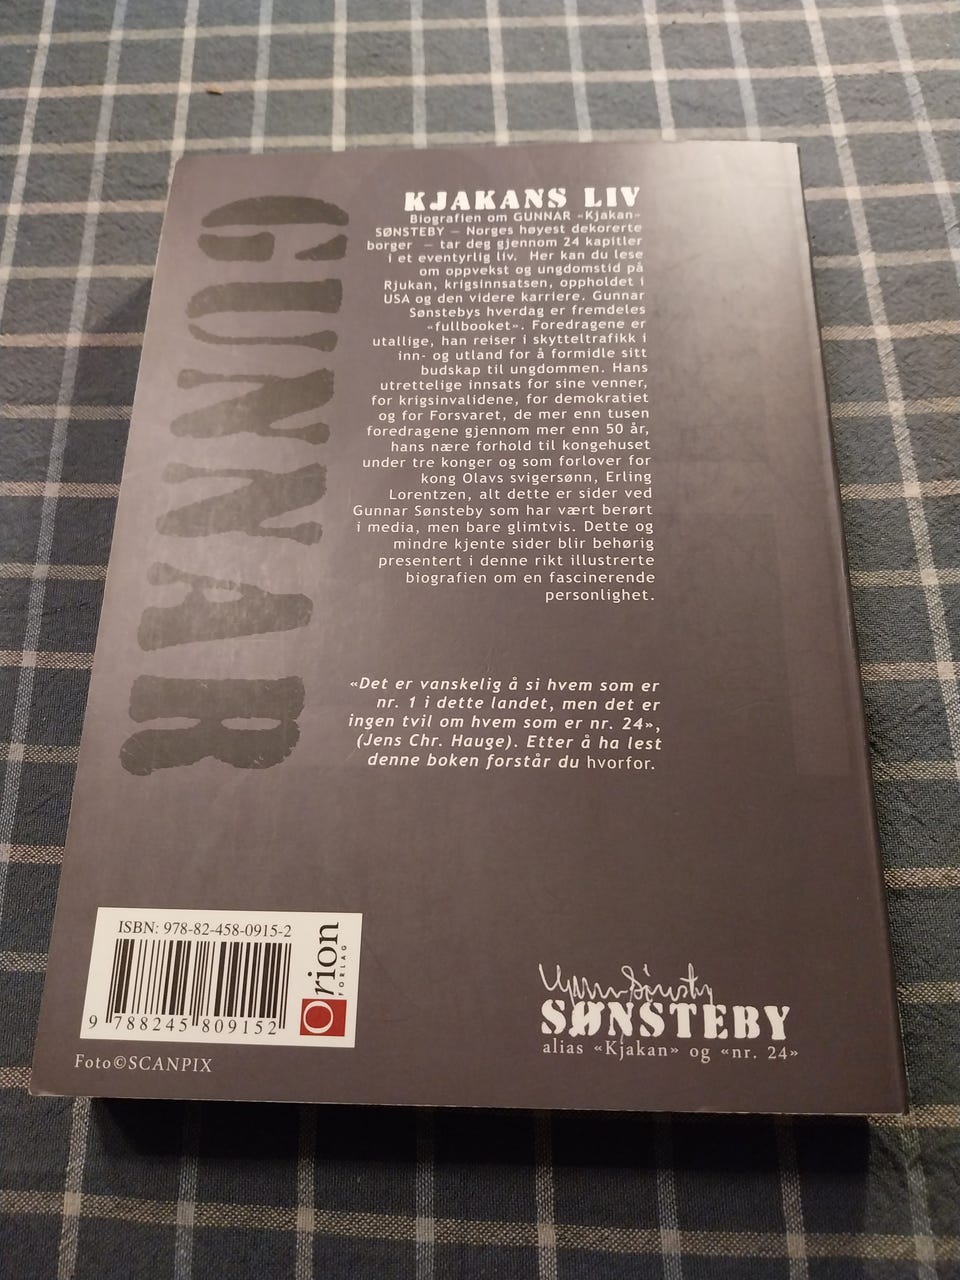 GUNNAR
KJAKANS LIV
Biografien om GUNNAR «Kjakan»
SØNSTEBY — Norges høyest dekorerte
borger — tar deg gjennom 24 kapitler
i et eventyrlig liv. Her kan du lese
om oppvekst og ungdomstid på
Rjukan, krigsinnsatsen, oppholdet i
USA og den videre karriere. Gunnar
Sønstebys hverdag er fremdeles
«fullbooket». Foredragene er
utallige, han reiser i skytteltrafikk i
inn- og utland for å formidle sitt
budskap til ungdommen. Hans
utrettelige innsats for sine venner,
for krigsinvalidene, for demokratiet
og for Forsvaret, de mer enn tusen
foredragene gjennom mer enn 50 år,
hans nære forhold til kongehuset
under tre konger og som forlover for
kong Olavs svigersønn, Erling
Lorentzen, alt dette er sider ved
Gunnar Sønsteby som har vært berørt
i media, men bare glimtvis. Dette og
mindre kjente sider blir behørig
presentert i denne rikt illustrerte
biografien om en fascinerende
personlighet.
«Det er vanskelig å si hvem som er
nr. 1 i dette landet, men det er
ingen tvil om hvem som er nr. 24»,
(Jens Chr. Hauge). Etter å ha lest
denne boken forstår du hvorfor.
ISBN: 978-82-458-0915-2
9 788245 809152
Orion
FORLAG
Foto©SCANPIX
Gunnar Sønsteby
SØNSTEBY
alias «Kjakan» og «nr. 24»